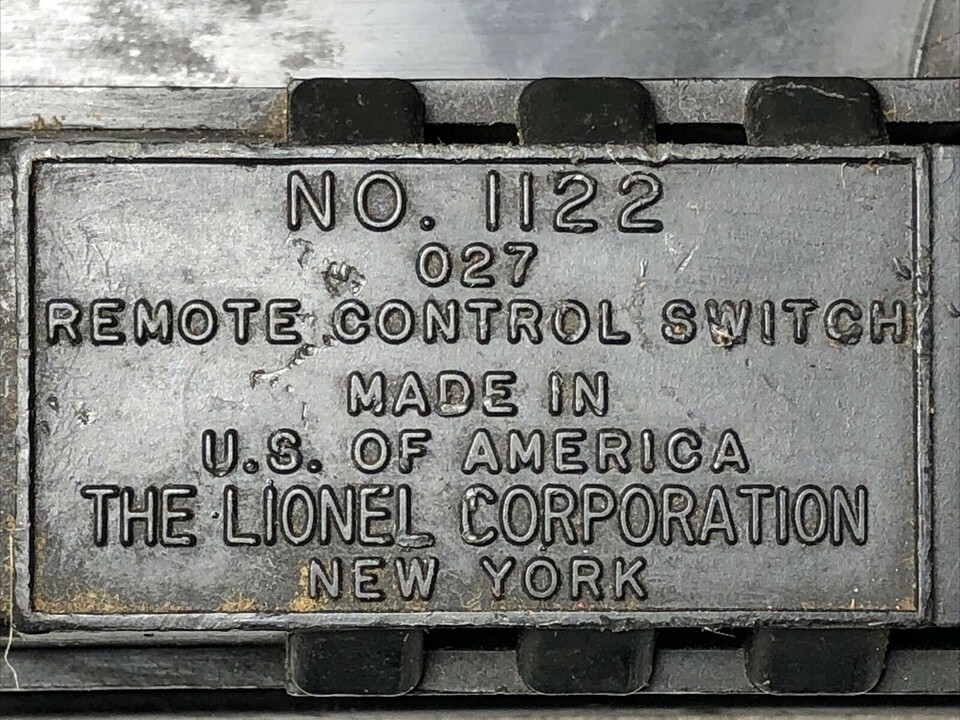 NO. 1122
027
REMOTE CONTROL SWITCH
MADE IN
U.S. OF AMERICA
THE LIONEL CORPORATION
NEW YORK